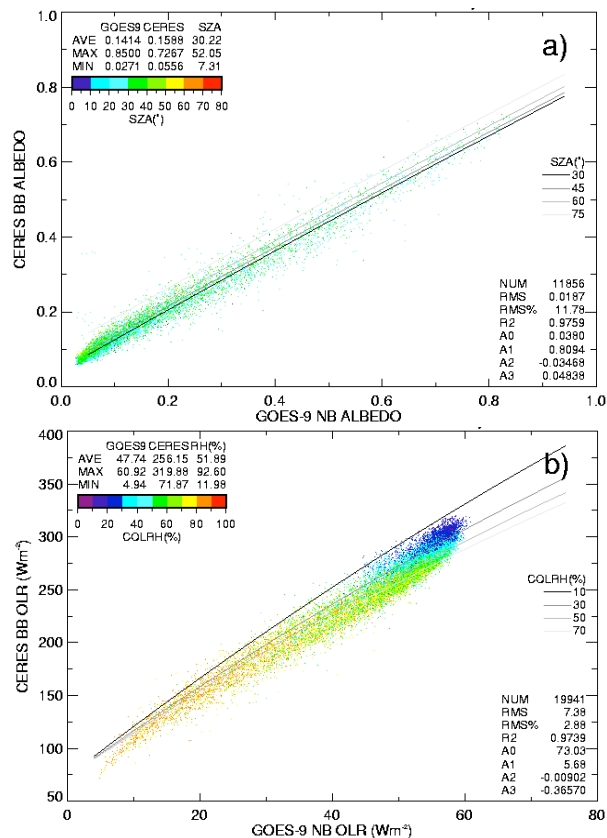 a)
GOES9 CERES SZA
AVE 0.1414 0.1588 30.22
MAX 0.8500 0.7267 52.05
MIN 0.0271 0.0556 7.31
0 10 20 30 40 50 60 70 80
SZA(°)
1.0
0.8
0.6
0.4
0.2
0.0
CERES BB ALBEDO
SZA(°)
30
45
60
75
NUM 11856
RMS 0.0187
RMS% 11.78
R2 0.9759
A0 0.0380
A1 0.8094
A2 -0.03468
A3 0.04838
0.0 0.2 0.4 0.6 0.8 1.0
GOES-9 NB ALBEDO
b)
GOES9 CERES RH(%)
AVE 47.74 256.15 51.89
MAX 60.92 319.88 92.60
MIN 4.94 71.87 11.98
0 20 40 60 80 100
COLRH(%)
400
350
300
250
200
150
100
50
CERES BB OLR (Wm-2)
COLRH(%)
10
30
50
70
NUM 19941
RMS 7.38
RMS% 2.88
R2 0.9739
A0 73.03
A1 5.68
A2 -0.00902
A3 -0.36570
0 20 40 60 80
GOES-9 NB OLR (Wm-2)